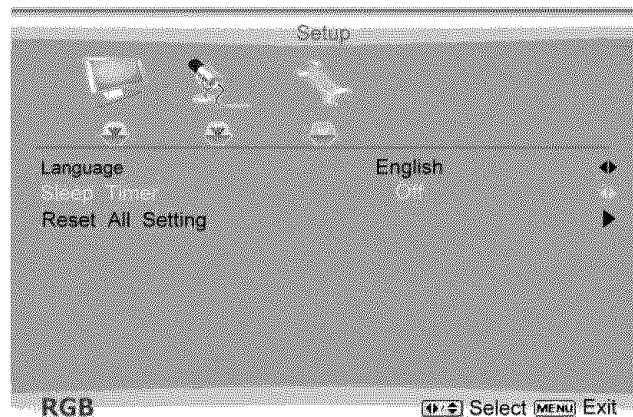 Setup
Language English
Sleep Timer Off
Reset All Setting
RGB Select MENU Exit